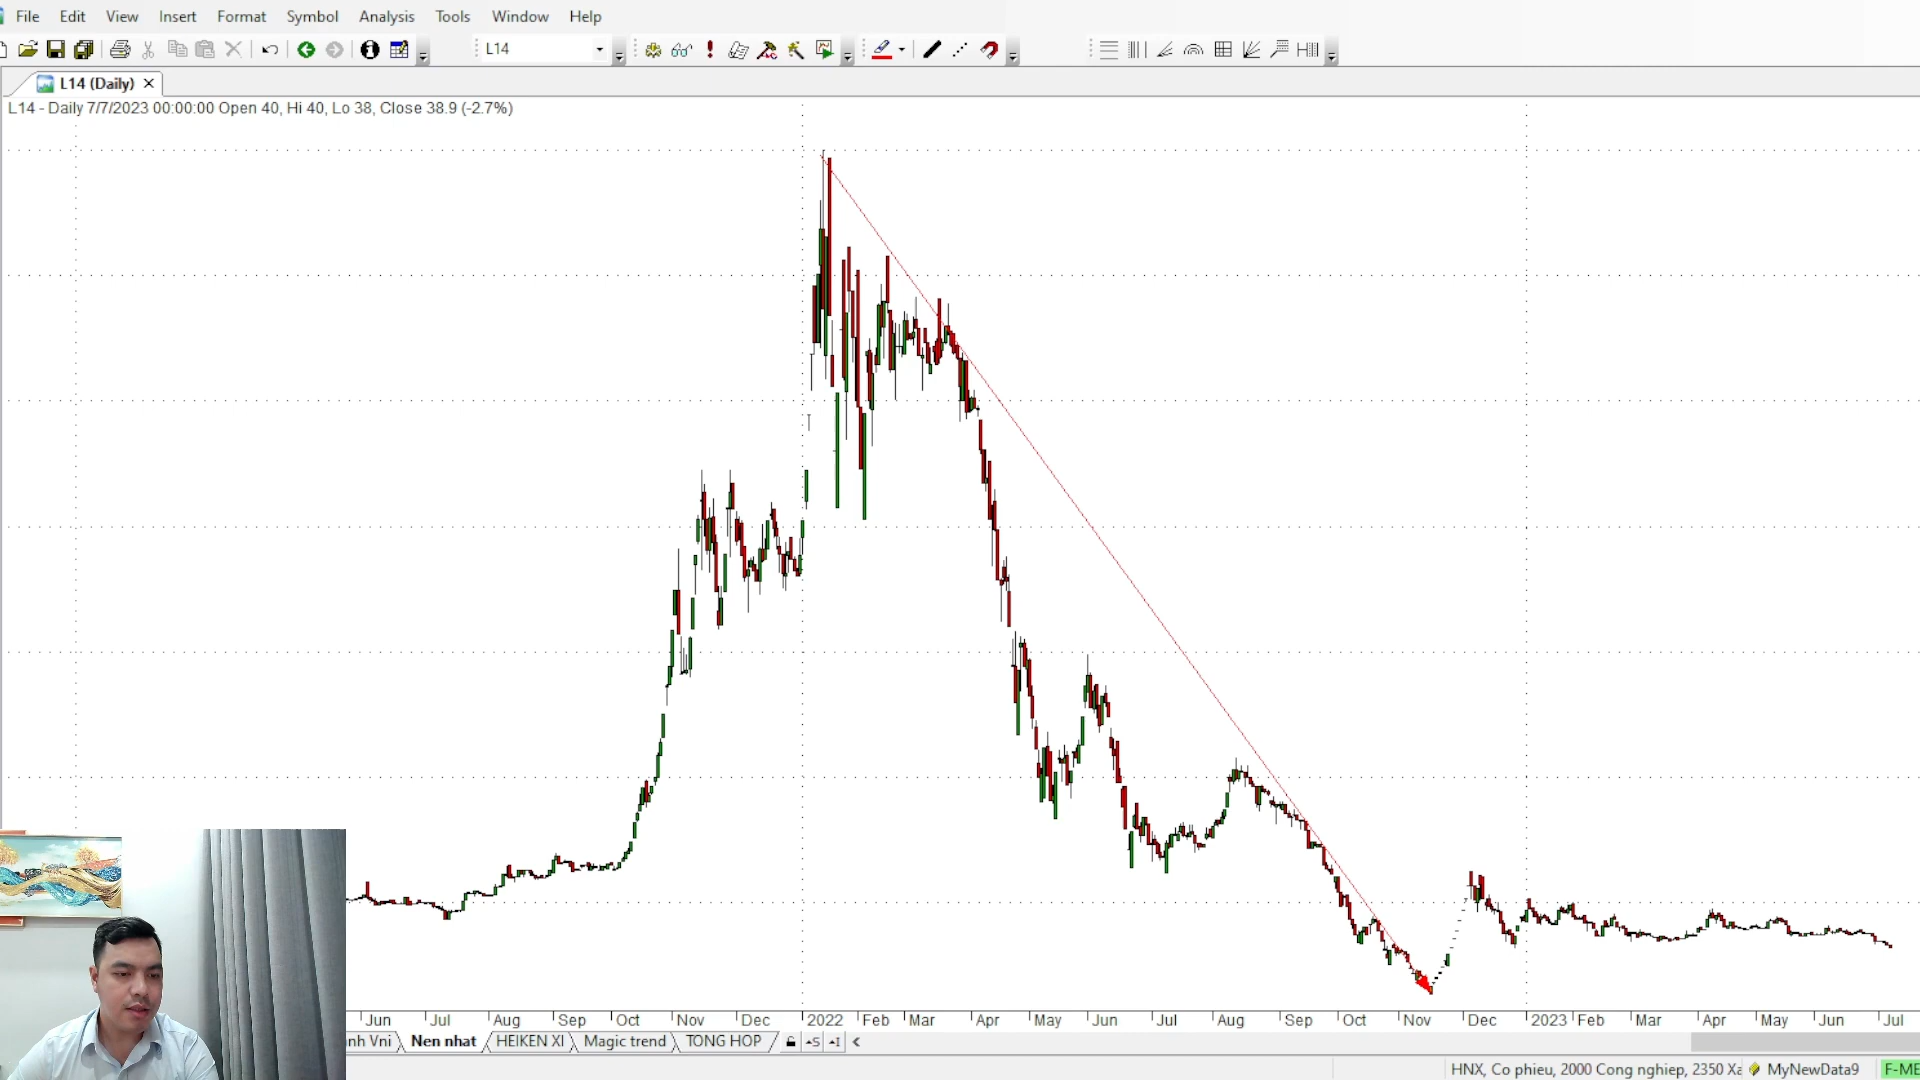 File Edit View Insert Format Symbol Analysis Tools Window Help
L14
L14 (Daily)
L14 - Daily 7/7/2023 00:00:00 Open 40, Hi 40, Lo 38, Close 38.9 (-2.7%)
Jun Jul Aug Sep Oct Nov Dec 2022 Feb Mar Apr May Jun Jul Aug Sep Oct Nov Dec 2023 Feb Mar Apr May Jun Jul
nh Vni Nen nhat HEIKEN XI Magic trend TONG HOP S I
HNX, Co phieu, 2000 Cong nghiep, 2350 Xa MyNewData9 F-ME